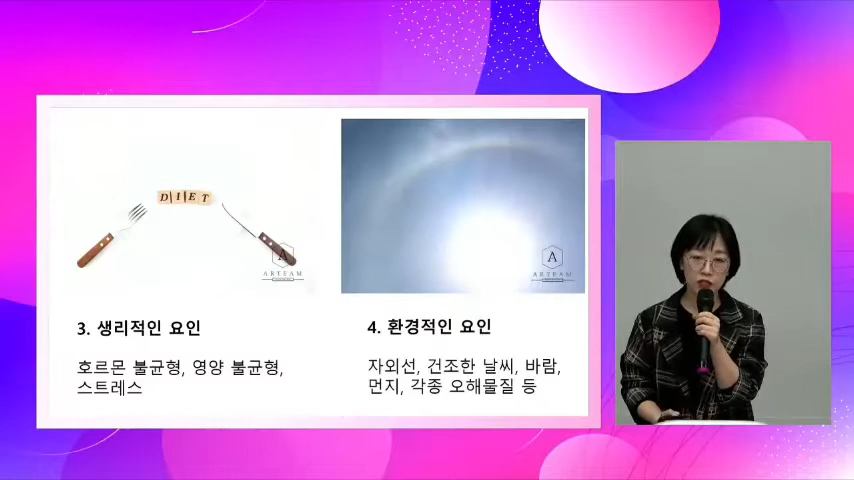 DIET
A
ARTEAM
A
ARTEAM
3. 생리적인 요인
호르몬 불균형, 영양 불균형,
스트레스
4. 환경적인 요인
자외선, 건조한 날씨, 바람,
먼지, 각종 오해물질 등